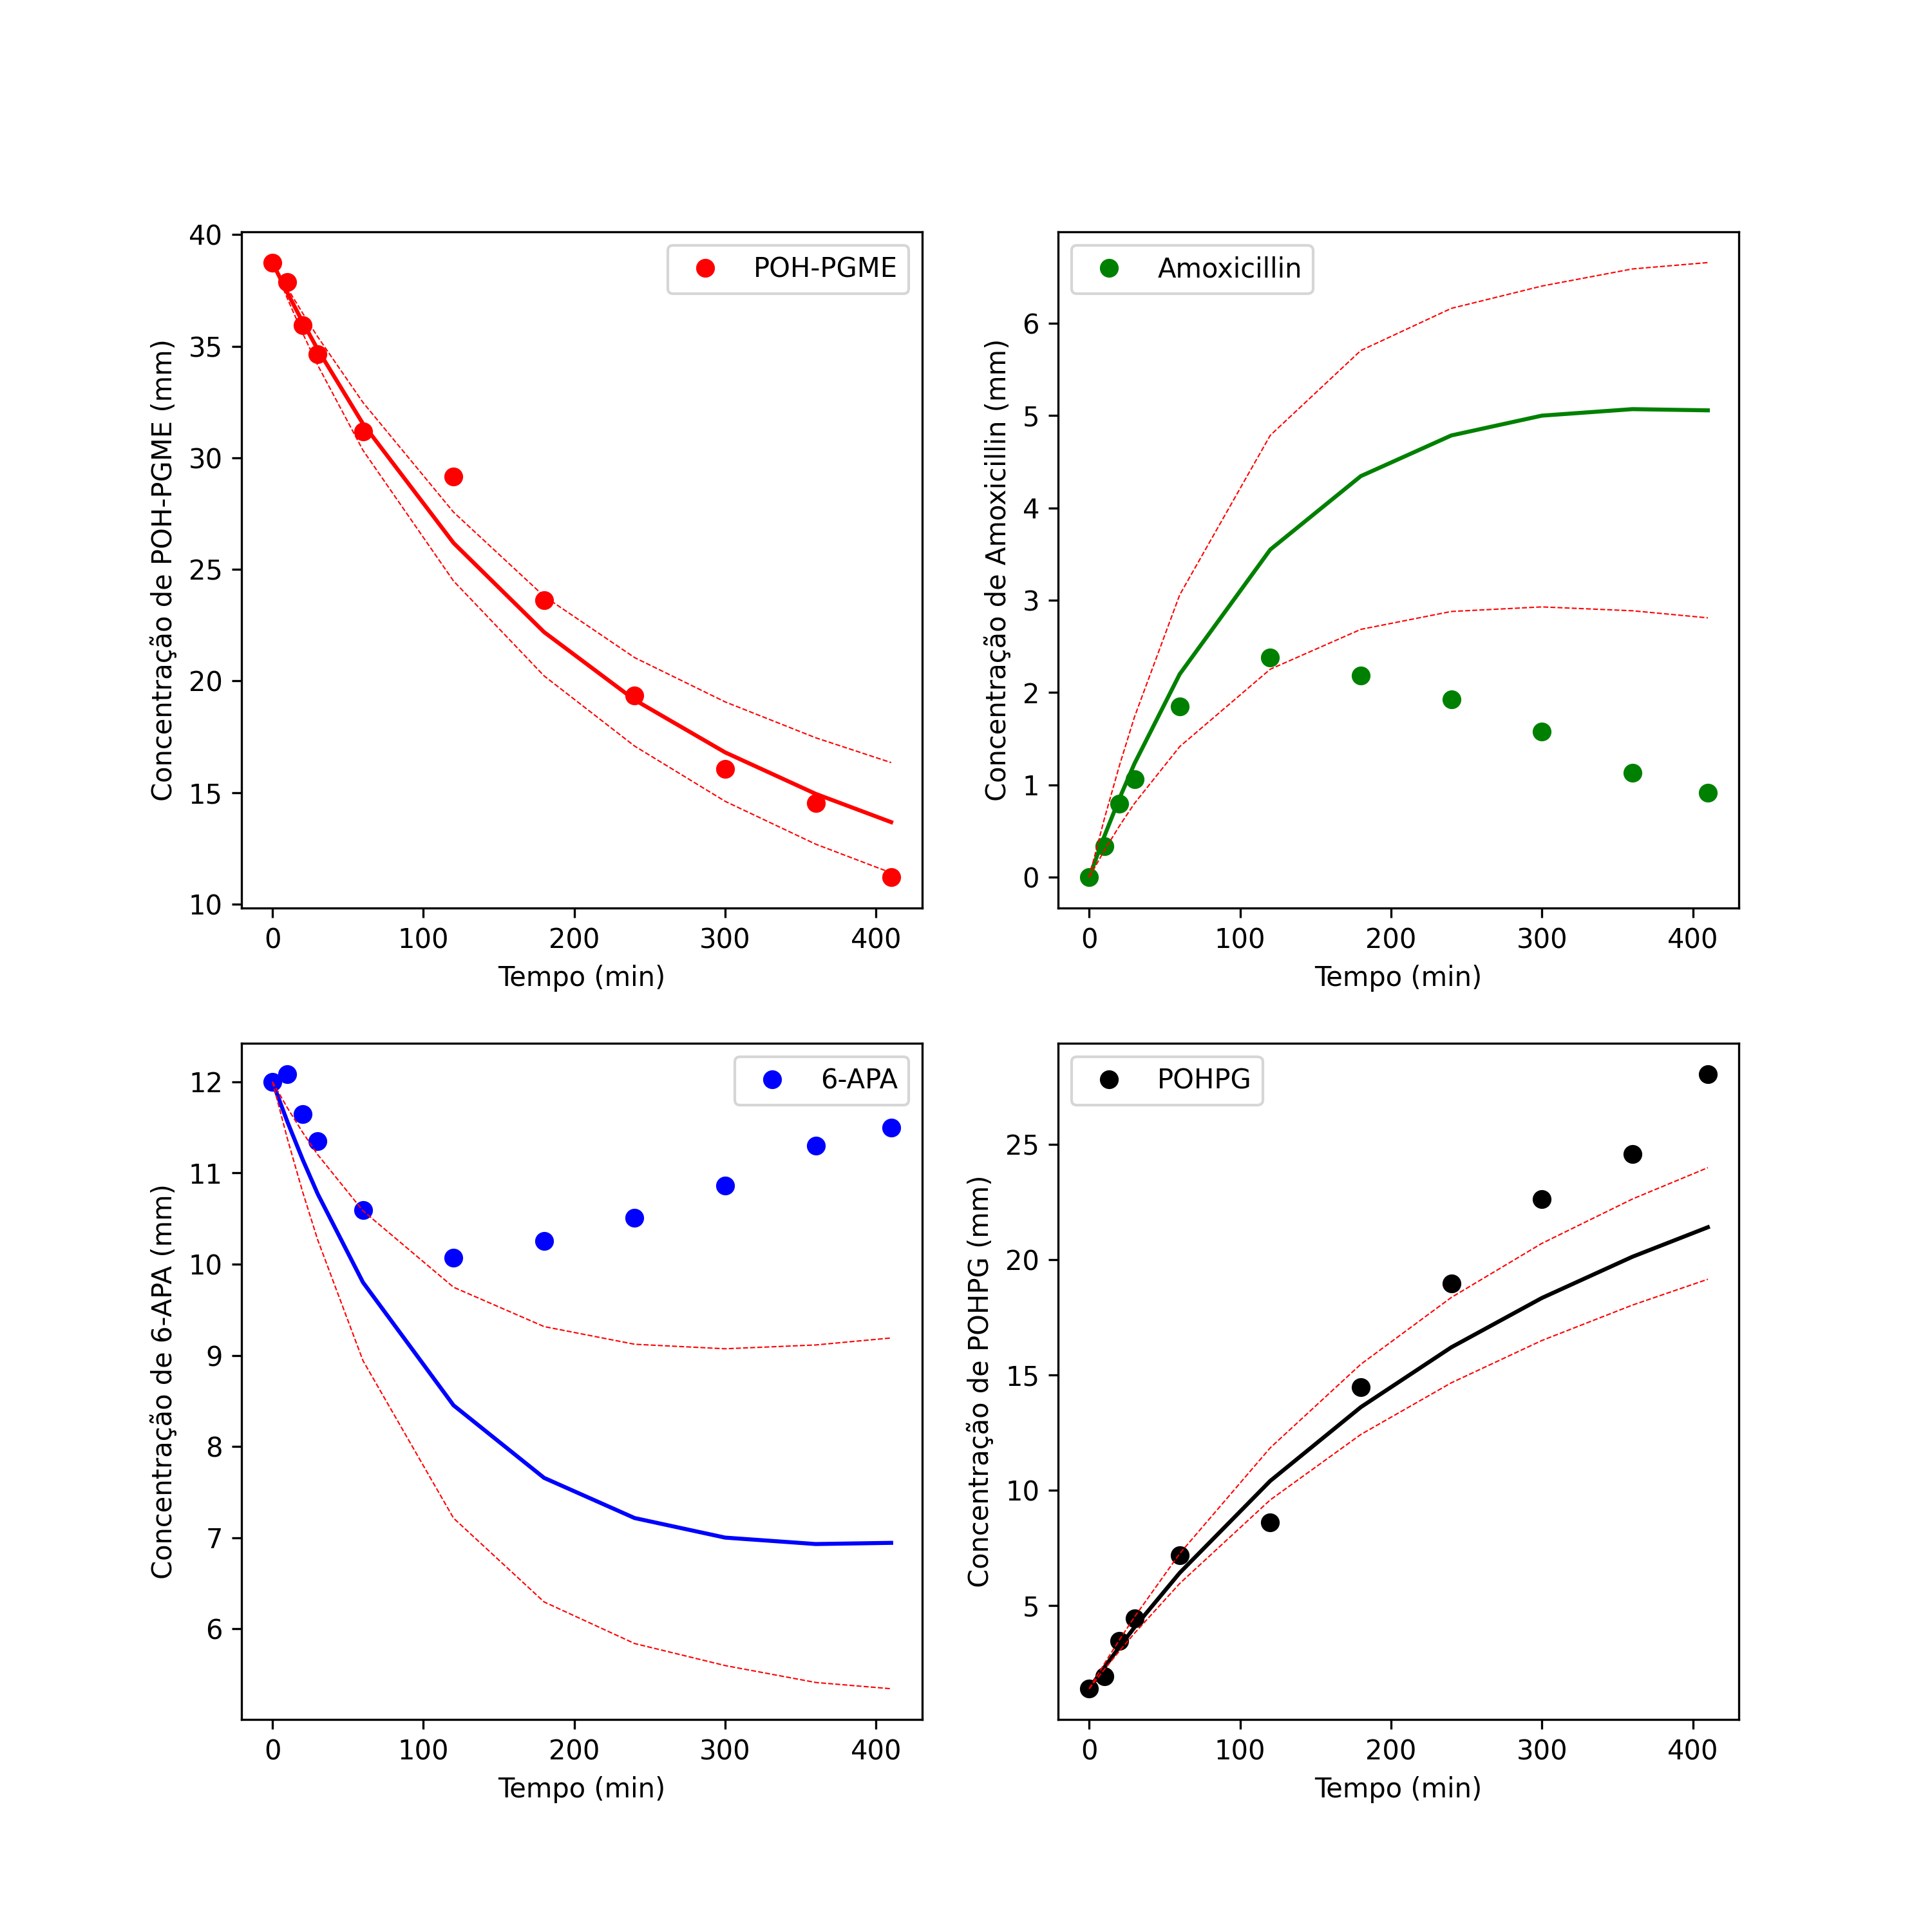 POH-PGME
Concentração de POH-PGME (mm)
40
35
30
25
20
15
10
0 100 200 300 400
Tempo (min)
Amoxicillin
Concentração de Amoxicillin (mm)
6
5
4
3
2
1
0
0 100 200 300 400
Tempo (min)
6-APA
Concentração de 6-APA (mm)
12
11
10
9
8
7
6
0 100 200 300 400
Tempo (min)
POHPG
Concentração de POHPG (mm)
25
20
15
10
5
0 100 200 300 400
Tempo (min)